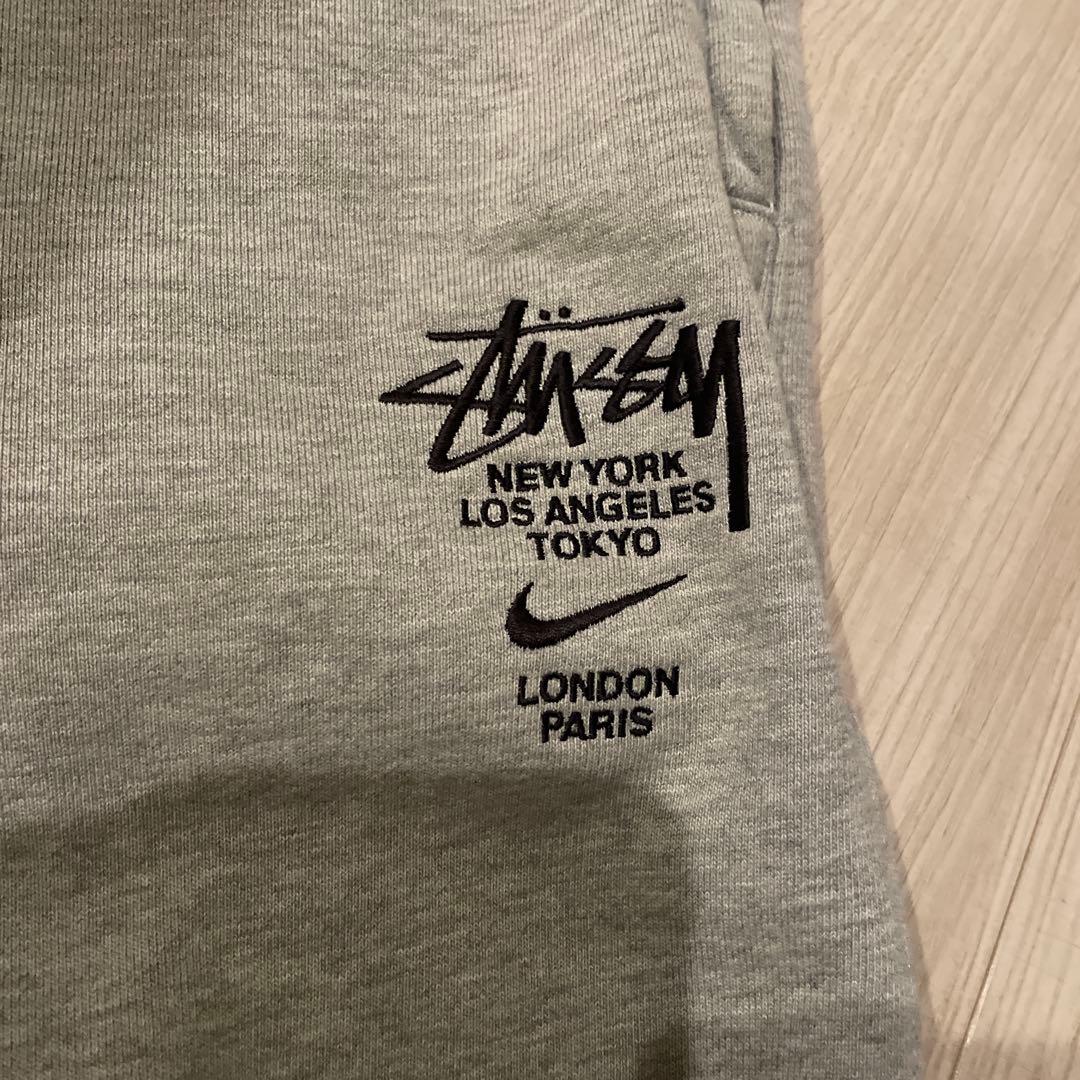 STÜSSY
NEW YORK
LOS ANGELES
TOKYO
LONDON
PARIS